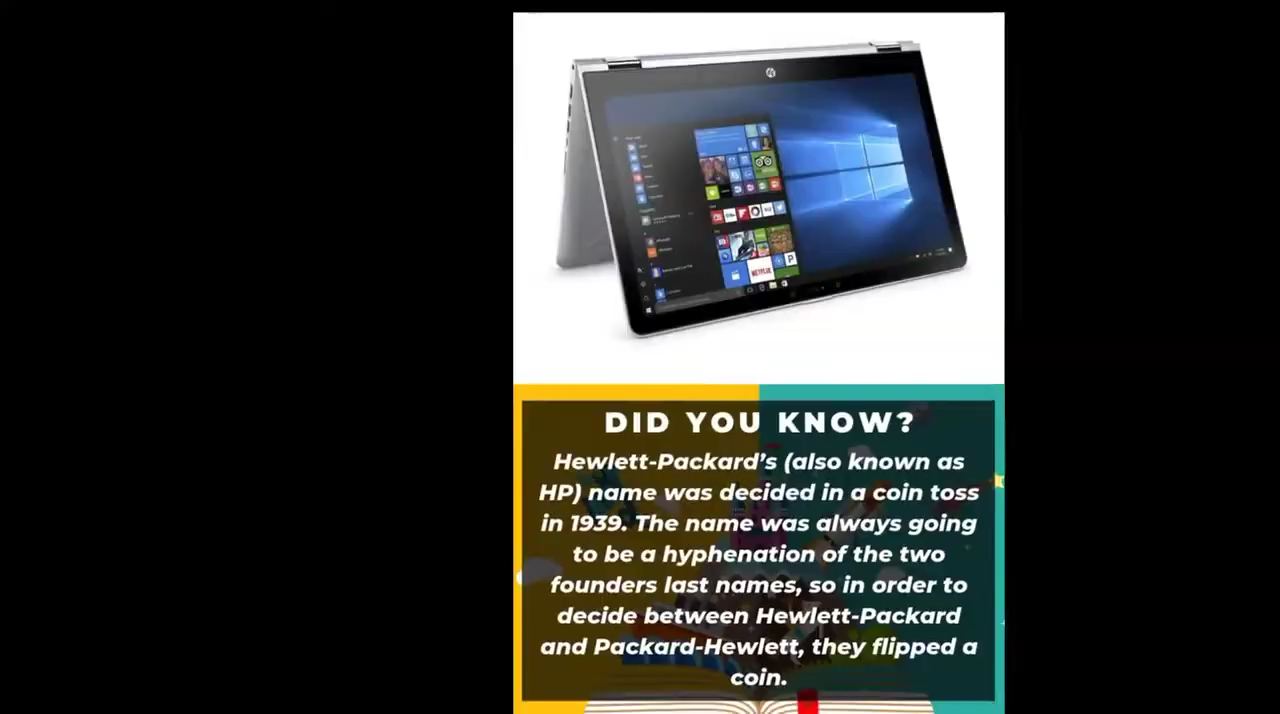 hp
NETFLIX
DID YOU KNOW?
Hewlett-Packard's (also known as
HP) name was decided in a coin toss
in 1939. The name was always going
to be a hyphenation of the two
founders last names, so in order to
decide between Hewlett-Packard
and Packard-Hewlett, they flipped a
coin.